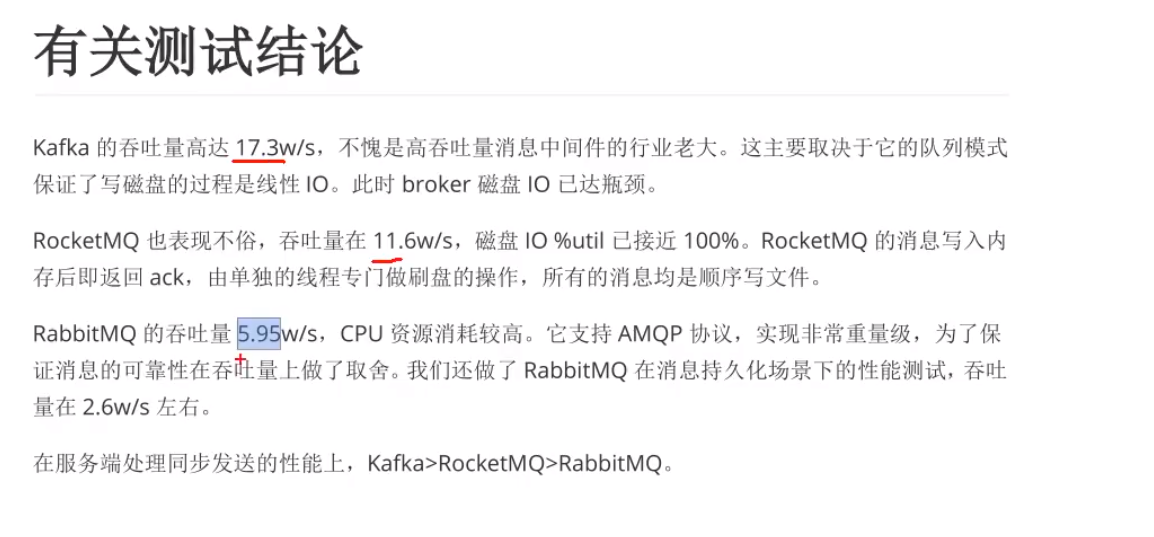 有关测试结论
Kafka 的吞吐量高达 17.3w/s，不愧是高吞吐量消息中间件的行业老大。这主要取决于它的队列模式
保证了写磁盘的过程是线性 IO。此时 broker 磁盘 IO 已达瓶颈。
RocketMQ 也表现不俗，吞吐量在 11.6w/s，磁盘 IO %util 已接近 100%。RocketMQ 的消息写入内
存后即返回 ack，由单独的线程专门做刷盘的操作，所有的消息均是顺序写文件。
RabbitMQ 的吞吐量 5.95w/s，CPU 资源消耗较高。它支持 AMQP 协议，实现非常重量级，为了保
证消息的可靠性在吞吐量上做了取舍。我们还做了 RabbitMQ 在消息持久化场景下的性能测试，吞吐
量在 2.6w/s 左右。
在服务端处理同步发送的性能上，Kafka>RocketMQ>RabbitMQ。